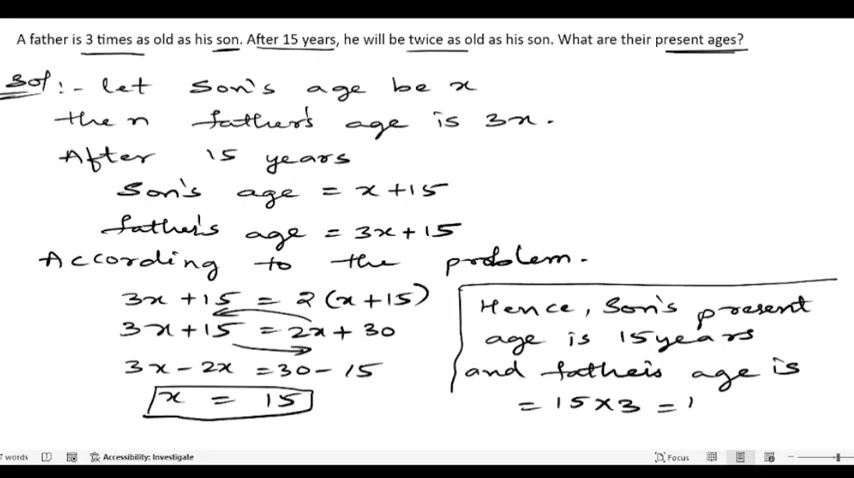 A father is 3 times as old as his son. After 15 years, he will be twice as old as his son. What are their present ages?
Sol:- let Son's age be x
then father's age is 3x.
After 15 years
Son's age = x+15
father's age = 3x+15
According to the problem.
3x+15 = 2(x+15)
3x+15 = 2x+30
3x-2x = 30-15
x = 15
Hence, Son's present
age is 15 years
and father's age is
= 15x3 =
7 words
Accessibility: Investigate
Focus